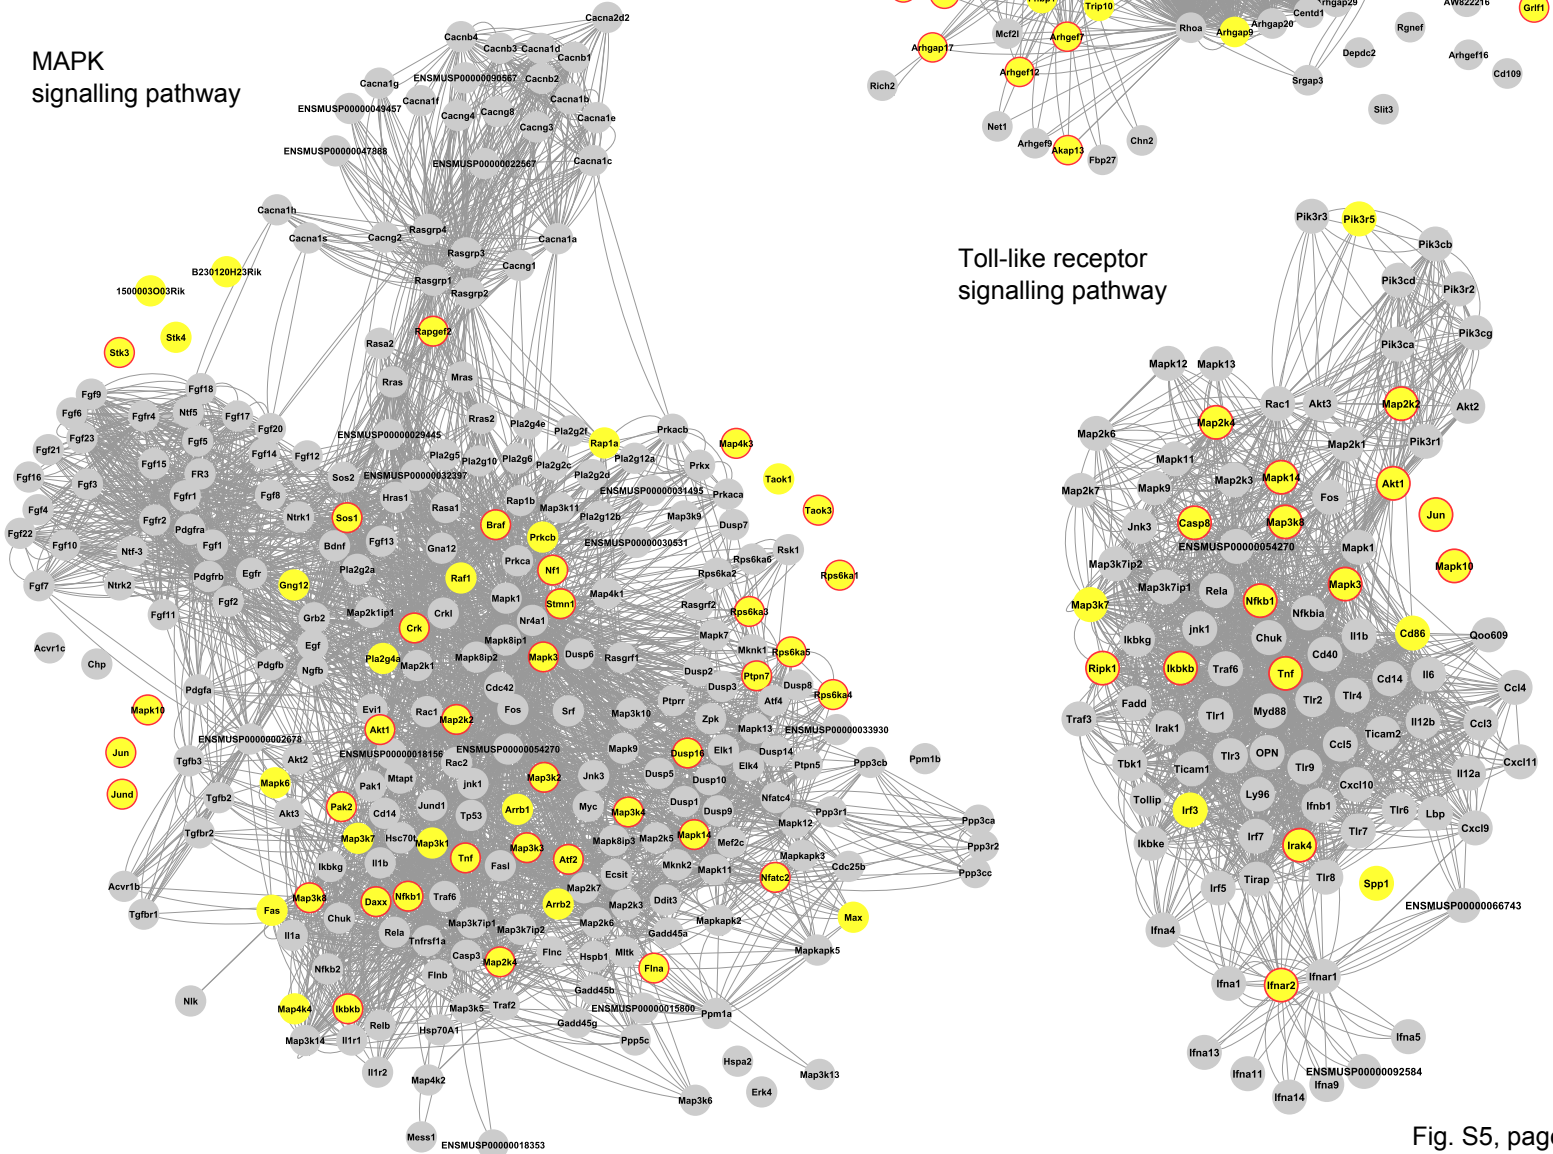 MAPK
signalling pathway
Cacna2d2
Cacnb4
Cacnb3
Cacna1d
Cacnb1
ENSMUSP00000090567
Cacnb2
Cacna1g
Cacna1f
Cacna1b
ENSMUSP00000049457
Cacng4
Cacng8
Cacna1e
Cacng3
ENSMUSP00000047888
ENSMUSP00000022567
Cacna1c
Cacna1h
Cacna1s
Cacng2
Rasgrp4
Cacna1a
Rasgrp3
Cacng1
B230120H23Rik
Rasgrp1
Rasgrp2
1500003O03Rik
Stk4
Stk3
Rapgef2
Rasa2
Rras
Mras
Fgf9
Fgf18
Fgf6
Fgfr4
Ntf5
Fgf17
Fgf20
Rras2
Pla2g4e
Pla2g2f
Prkacb
Fgf23
Fgf21
Fgf5
Fgf14
Fgf12
ENSMUSP00000029445
Rap1a
Map4k3
Pla2g5
Pla2g10
Pla2g6
Pla2g2c
Pla2g12a
Fgf16
Fgf15
FR3
Fgf3
Sos2
ENSMUSP00000032397
Pla2g2d
Prkx
Taok1
Fgfr1
Fgf8
Hras1
Rap1b
ENSMUSP00000031495
Prkaca
Fgf4
Fgfr2
Ntrk1
Sos1
Rasa1
Map3k11
Pla2g12b
Map3k9
Taok3
Fgf22
Fgf10
Pdgfra
Fgf1
Bdnf
Fgf13
Braf
Prkcb
ENSMUSP00000030531
Dusp7
Ntf-3
Gna12
Prkca
Rsk1
Fgf7
Ntrk2
Pdgfrb
Egfr
Gng12
Pla2g2a
Raf1
Nf1
Rps6ka6
Rps6ka2
Rps6ka1
Fgf11
Fgf2
Grb2
Map2k1ip1
Crkl
Mapk1
Stmn1
Map4k1
Rasgrf2
Rps6ka3
Acvr1c
Chp
Egf
Crk
Nr4a1
Mapk8ip1
Mapk7
Mknk1
Rps6ka5
Pdgfb
Ngfb
Pla2g4a
Map2k1
Mapk8ip2
Mapk3
Dusp6
Rasgrf1
Dusp2
Ptpn7
Pdgfa
Cdc42
Dusp3
Dusp8
Rps6ka4
Mapk10
Evi1
Rac1
Map2k2
Fos
Srf
Map3k10
Ptprr
Atf4
Zpk
Mapk13
ENSMUSP00000033930
Jun
ENSMUSP00000002678
Akt1
ENSMUSP00000018156
ENSMUSP00000054270
Mapk9
Dusp16
Elk1
Dusp14
Ppm1b
Tgfb3
Akt2
Rac2
Elk4
Ptpn5
Ppp3cb
Jund
Mapk6
Pak1
Mtapt
jnk1
Map3k2
Jnk3
Dusp5
Dusp10
Tgfb2
Akt3
Pak2
Cd14
Jund1
Tp53
Arrb1
Myc
Map3k4
Dusp1
Dusp9
Nfatc4
Ppp3r1
Tgfbr2
Mapk12
Ppp3ca
Map3k7
Hsc70t
Map3k1
Mapk8ip3
Map2k5
Mapk14
Mef2c
Ppp3r2
Ikbkg
Il1b
Tnf
Map3k3
Atf2
Mapkapk3
Fasl
Ecsit
Mknk2
Mapk11
Cdc25b
Ppp3cc
Acvr1b
Map2k7
Nfatc2
Map3k8
Daxx
Nfkb1
Traf6
Map2k3
Ddit3
Fas
Tgfbr1
Chuk
Arrb2
Mapkapk2
Max
Map3k7ip1
Map2k6
Rela
Map3k7ip2
Gadd45a
Il1a
Tnfrsf1a
Casp3
Flnc
Mltk
Hspb1
Mapkapk5
Nfkb2
Flnb
Map2k4
Flna
Gadd45b
Nlk
Map4k4
Ikbkb
Map3k5
Traf2
ENSMUSP00000015800
Ppm1a
Relb
Hsp70A1
Gadd45g
Map3k14
Il1r1
Ppp5c
Il1r2
Map4k2
Hspa2
Map3k13
Erk4
Map3k6
Mess1
ENSMUSP00000018353
Trip10
Rhoa
Arhgap9
Arhgap20
Centd1
AW822216
Grlf1
Mcf2l
Arhgef7
Rgnef
Arhgap17
Depdc2
Arhgef16
Arhgef12
Cd109
Rich2
Srgap3
Slit3
Net1
Arhgef9
Akap13
Fbp27
Chn2
Toll-like receptor
signalling pathway
Pik3r3
Pik3r5
Pik3cb
Pik3cd
Pik3r2
Pik3cg
Pik3ca
Mapk12
Mapk13
Rac1
Akt3
Map2k2
Akt2
Map2k6
Map2k4
Map2k1
Pik3r1
Mapk11
Map2k7
Mapk9
Map2k3
Mapk14
Fos
Akt1
Jnk3
Casp8
Map3k8
Jun
ENSMUSP00000054270
Mapk1
Map3k7ip2
Mapk10
Map3k7ip1
Rela
Mapk3
Map3k7
Nfkb1
Nfkbia
Ikbkg
jnk1
Chuk
Il1b
Cd86
Qoo609
Cd40
Ripk1
Ikbkb
Traf6
Tnf
Cd14
Il6
Ccl4
Fadd
Tlr2
Tlr4
Traf3
Irak1
Tlr1
Myd88
Il12b
Ccl3
Ticam2
Tlr3
OPN
Ccl5
Tbk1
Ticam1
Tlr9
Il12a
Cxcl11
Cxcl10
Tollip
Ly96
Ifnb1
Irf3
Tlr6
Lbp
Cxcl9
Ikbke
Irf7
Irak4
Tlr7
Irf5
Tirap
Tlr8
Spp1
ENSMUSP00000066743
Ifna4
Ifna1
Ifnar2
Ifnar1
Ifna5
Ifna13
Ifna11
ENSMUSP00000092584
Ifna9
Ifna14
Fig. S5, page